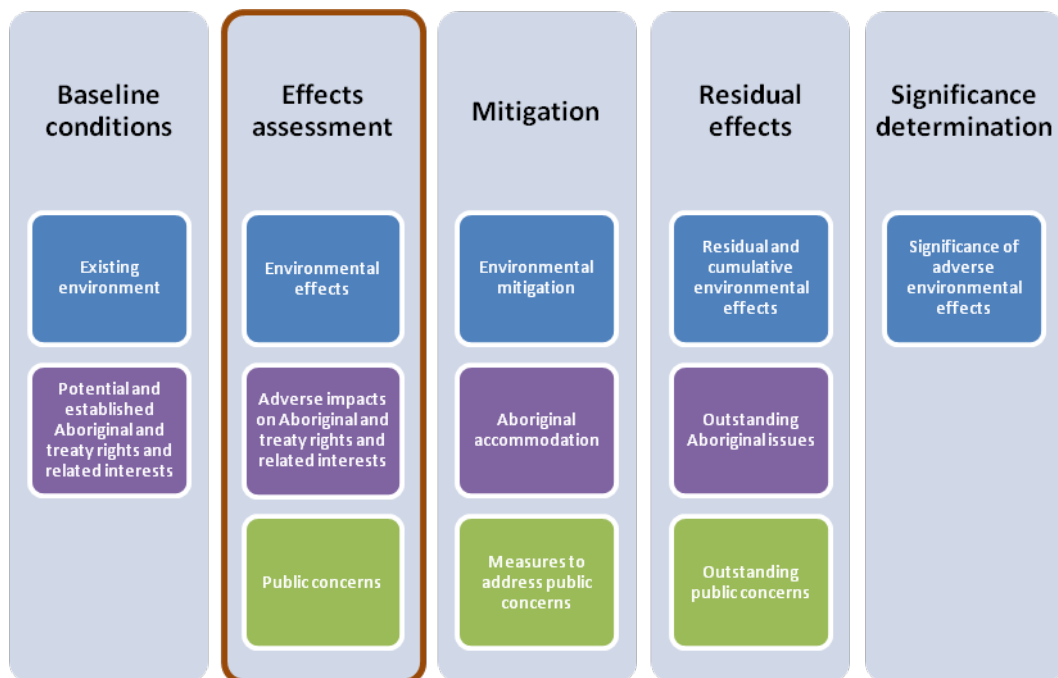 Baseline
conditions
Effects
assessment
Mitigation
Residual
effects
Significance
determination
Existing
environment
Environmental
effects
Environmental
mitigation
Residual and
cumulative
environmental
effects
Significance of
adverse
environmental
effects
Potential and
established
Aboriginal and
treaty rights and
related interests
Adverse impacts
on Aboriginal and
treaty rights and
related interests
Aboriginal
accommodation
Outstanding
Aboriginal issues
Public concerns
Measures to
address public
concerns
Outstanding
public concerns